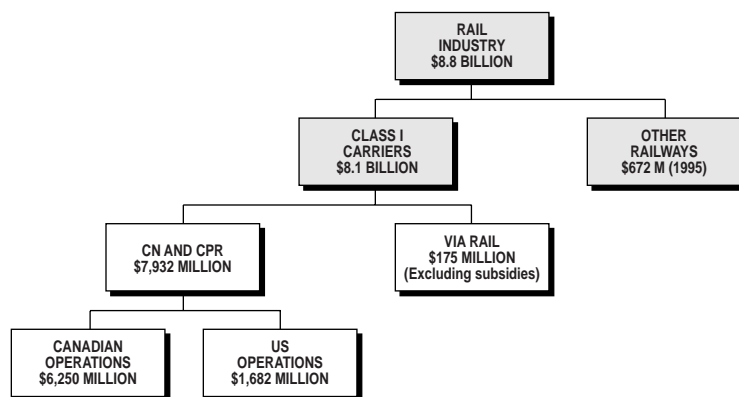 RAIL
INDUSTRY
$8.8 BILLION
CLASS I
CARRIERS
$8.1 BILLION
OTHER
RAILWAYS
$672 M (1995)
CN AND CPR
$7,932 MILLION
VIA RAIL
$175 MILLION
(Excluding subsidies)
CANADIAN
OPERATIONS
$6,250 MILLION
US
OPERATIONS
$1,682 MILLION